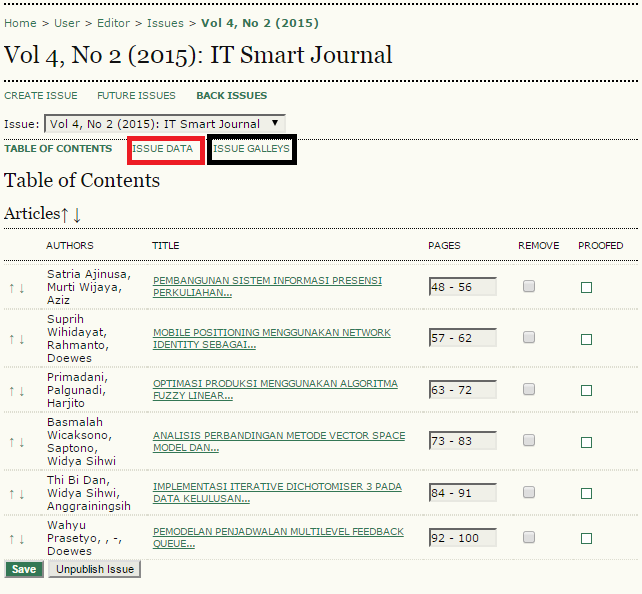 Home > User > Editor > Issues > Vol 4, No 2 (2015)
Vol 4, No 2 (2015): IT Smart Journal
CREATE ISSUE FUTURE ISSUES BACK ISSUES
Issue: Vol 4, No 2 (2015): IT Smart Journal ▼
TABLE OF CONTENTS ISSUE DATA ISSUE GALLEYS
Table of Contents
Articles↑ ↓
AUTHORS TITLE PAGES REMOVE PROOFED
↑ ↓
Satria Ajinusa,
Murti Wijaya,
Aziz
PEMBANGUNAN SISTEM INFORMASI PRESENSI
PERKULIAHAN...
48 - 56
↑ ↓
Suprih
Wihidayat,
Rahmanto,
Doewes
MOBILE POSITIONING MENGGUNAKAN NETWORK
IDENTITY SEBAGAI...
57 - 62
↑ ↓
Primadani,
Palgunadi,
Harjito
OPTIMASI PRODUKSI MENGGUNAKAN ALGORITMA
FUZZY LINEAR...
63 - 72
↑ ↓
Basmalah
Wicaksono,
Saptono,
Widya Sihwi
ANALISIS PERBANDINGAN METODE VECTOR SPACE
MODEL DAN...
73 - 83
↑ ↓
Thi Bi Dan,
Widya Sihwi,
Anggrainingsih
IMPLEMENTASI ITERATIVE DICHOTOMISER 3 PADA
DATA KELULUSAN...
84 - 91
↑ ↓
Wahyu
Prasetyo, , -,
Doewes
PEMODELAN PENJADWALAN MULTILEVEL FEEDBACK
QUEUE...
92 - 100
Save Unpublish Issue